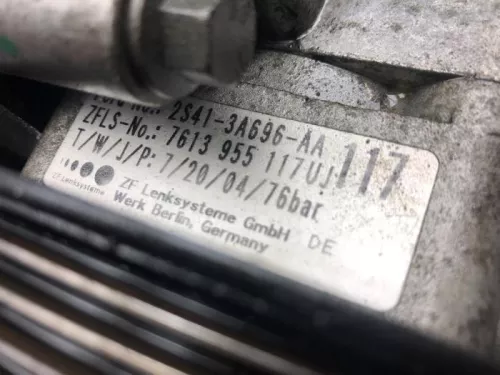 No.: 2S41-3A696-AA
ZFLS-No.: 7613 955 117UJ 117
T/W/J/P: 7/20/04/76bar
ZF Lenksysteme GmbH DE
ZF Lenksysteme
Werk Berlin, Germany